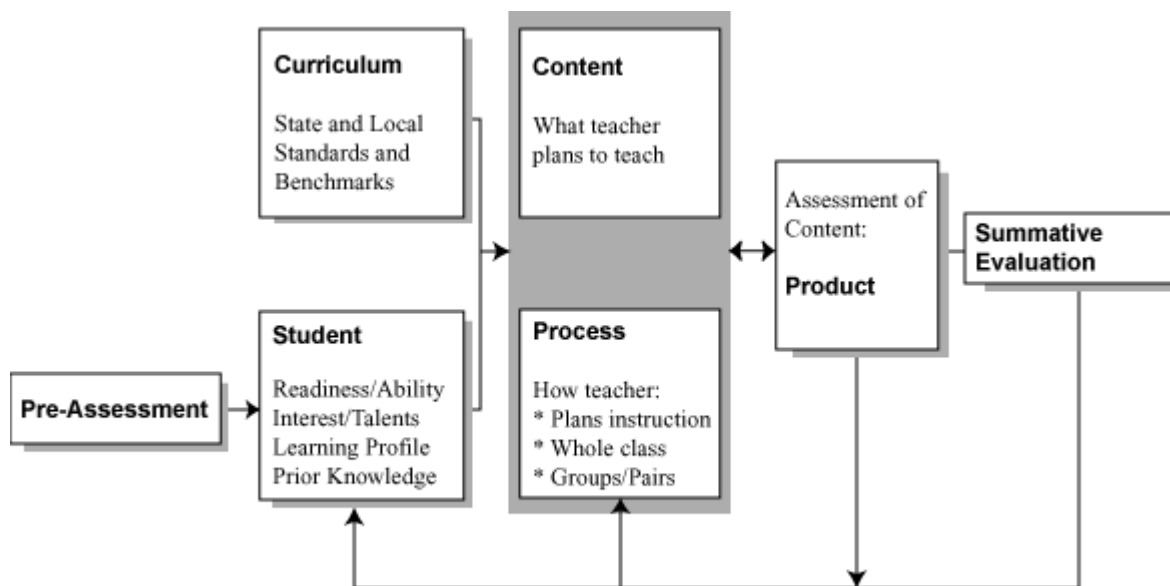 Curriculum
State and Local
Standards and
Benchmarks
Content
What teacher
plans to teach
Assessment of
Content:
Product
Summative
Evaluation
Pre-Assessment
Student
Readiness/Ability
Interest/Talents
Learning Profile
Prior Knowledge
Process
How teacher:
* Plans instruction
* Whole class
* Groups/Pairs